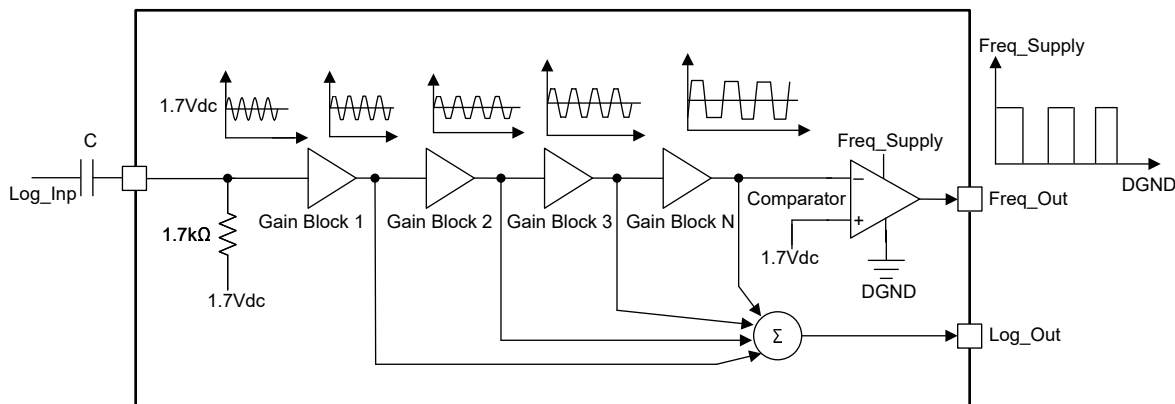 Freq_Supply
1.7Vdc
C
Freq_Supply
Log_Inp
DGND
Gain Block 1
Gain Block 2
Gain Block 3
Gain Block N
Comparator
−
+
Freq_Out
1.7kΩ
1.7Vdc
1.7Vdc
DGND
Σ
Log_Out